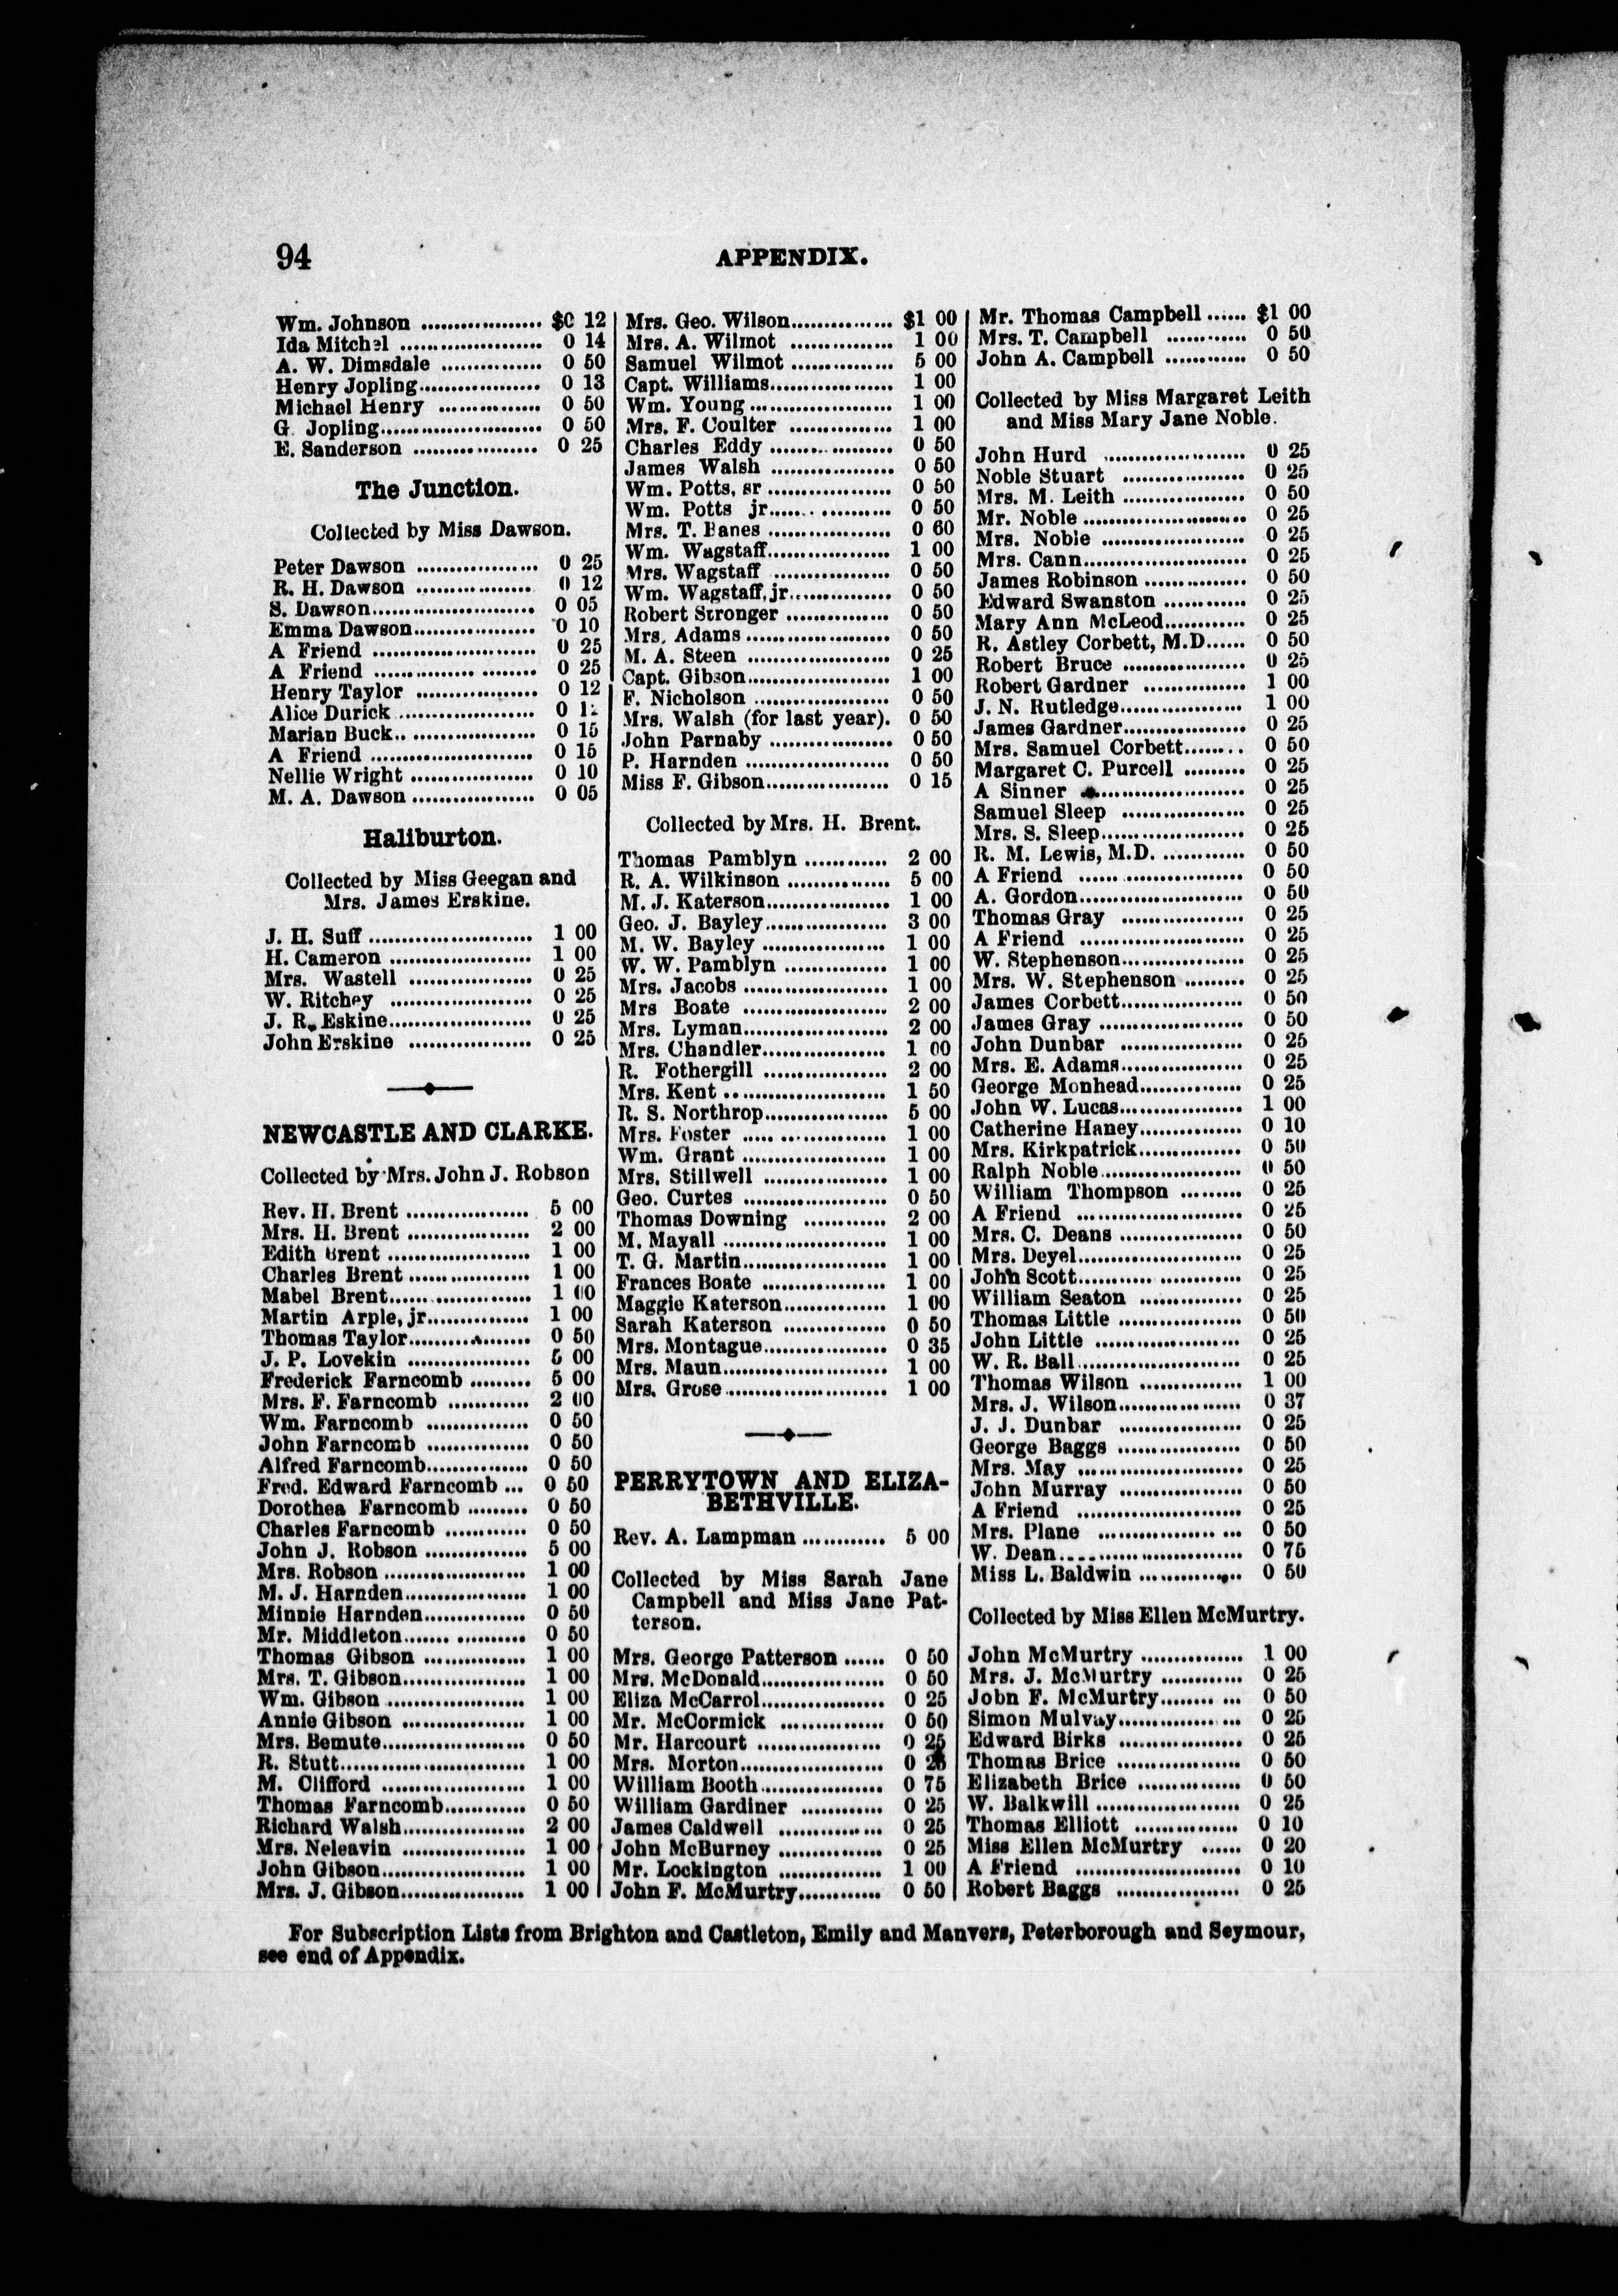 94
APPENDIX.
Wm. Johnson .................. $0 12
Ida Mitchel ..................... 0 14
A. W. Dimsdale ............... 0 50
Henry Jopling.................. 0 13
Michael Henry ............... 0 50
G. Jopling........................ 0 50
E. Sanderson ................... 0 25
The Junction.
Collected by Miss Dawson.
Peter Dawson .................. 0 25
R. H. Dawson ................. 0 12
S. Dawson........................ 0 05
Emma Dawson.................. 0 10
A Friend ........................ 0 25
A Friend ........................ 0 25
Henry Taylor .................. 0 12
Alice Durick .................... 0
Marian Buck.................... 0 15
A Friend ........................ 0 15
Nellie Wright .................. 0 10
M. A. Dawson .................. 0 05
Haliburton.
Collected by Miss Geegan and
Mrs. James Erskine.
J. H. Suff ........................ 1 00
H. Cameron ..................... 1 00
Mrs. Wastell .................. 0 25
W. Ritchey ..................... 0 25
J. R. Eskine..................... 0 25
John Erskine .................. 0 25
NEWCASTLE AND CLARKE.
Collected by Mrs. John J. Robson
Rev. H. Brent .................. 5 00
Mrs. H. Brent .................. 2 00
Edith Brent ..................... 1 00
Charles Brent .................. 1 00
Mabel Brent..................... 1 00
Martin Arple, jr............... 1 00
Thomas Taylor.................. 0 50
J. P. Lovekin .................. 5 00
Frederick Farncomb ......... 5 00
Mrs. F. Farncomb ............ 2 00
Wm. Farncomb ............... 0 50
John Farncomb ............... 0 50
Alfred Farncomb............... 0 50
Fred. Edward Farncomb ... 0 50
Dorothea Farncomb ......... 0 50
Charles Farncomb ............ 0 50
John J. Robson ............... 5 00
Mrs. Robson ..................... 1 00
M. J. Harnden.................. 1 00
Minnie Harnden............... 0 50
Mr. Middleton.................. 0 50
Thomas Gibson ............... 1 00
Mrs. T. Gibson.................. 1 00
Wm. Gibson ..................... 1 00
Annie Gibson .................. 1 00
Mrs. Bemute..................... 0 50
R. Stutt........................... 1 00
M. Clifford ..................... 1 00
Thomas Farncomb............ 0 50
Richard Walsh.................. 2 00
Mrs. Neleavin .................. 1 00
John Gibson..................... 1 00
Mrs. J. Gibson.................. 1 00
Mrs. Geo. Wilson............... $1 00
Mrs. A. Wilmot ............... 1 00
Samuel Wilmot ............... 5 00
Capt. Williams.................. 1 00
Wm. Young ..................... 1 00
Mrs. F. Coulter ............... 1 00
Charles Eddy .................. 0 50
James Walsh .................. 0 50
Wm. Potts, sr .................. 0 50
Wm. Potts jr.................. 0 50
Mrs. T. Eanes .................. 0 60
Wm. Wagstaff.................. 1 00
Mrs. Wagstaff .................. 0 50
Wm. Wagstaff, jr............... 0 50
Robert Stronger ............... 0 50
Mrs. Adams ..................... 0 50
M. A. Steen ..................... 0 25
Capt. Gibson..................... 1 00
F. Nicholson .................... 0 50
Mrs. Walsh (for last year). 0 50
John Parnaby .................. 0 50
P. Harnden ..................... 0 50
Miss F. Gibson.................. 0 15
Collected by Mrs. H. Brent.
Thomas Pamblyn ............ 2 00
R. A. Wilkinson ............... 5 00
M. J. Katerson.................. 1 00
Geo. J. Bayley.................. 3 00
M. W. Bayley .................. 1 00
W. W. Pamblyn ............... 1 00
Mrs. Jacobs ..................... 1 00
Mrs Boate ..................... 2 00
Mrs. Lyman..................... 2 00
Mrs. Chandler.................. 1 00
R. Fothergill .................. 2 00
Mrs. Kent ........................ 1 50
R. S. Northrop.................. 5 00
Mrs. Foster ..................... 1 00
Wm. Grant ..................... 1 00
Mrs. Stillwell .................. 1 00
Geo. Curtes ..................... 0 50
Thomas Downing ............ 2 00
M. Mayall ........................ 1 00
T. G. Martin..................... 1 00
Frances Boate .................. 1 00
Maggie Katerson............... 1 00
Sarah Katerson ............... 0 50
Mrs. Montague.................. 0 35
Mrs. Maun........................ 1 00
Mrs. Grose ........................ 1 00
PERRYTOWN AND ELIZA-
BETHVILLE.
Rev. A. Lampman ............ 5 00
Collected by Miss Sarah Jane
Campbell and Miss Jane Pat-
terson.
Mrs. George Patterson ...... 0 50
Mrs. McDonald.................. 0 50
Eliza McCarrol.................. 0 25
Mr. McCormick ............... 0 50
Mr. Harcourt .................. 0 25
Mrs. Morton..................... 0 25
William Booth.................. 0 75
William Gardiner ............ 0 25
James Caldwell ............... 0 25
John McBurney ............... 0 25
Mr. Lockington ............... 1 00
John F. McMurtry............ 0 50
Mr. Thomas Campbell ...... $1 00
Mrs. T. Campbell ............ 0 50
John A. Campbell ............ 0 50
Collected by Miss Margaret Leith
and Miss Mary Jane Noble.
John Hurd ..................... 0 25
Noble Stuart .................. 0 25
Mrs. M. Leith .................. 0 50
Mr. Noble ........................ 0 25
Mrs. Noble ..................... 0 25
Mrs. Cann........................ 0 25
James Robinson ............... 0 50
Edward Swanston ............ 0 25
Mary Ann McLeod............ 0 25
R. Astley Corbett, M.D...... 0 50
Robert Bruce .................. 0 25
Robert Gardner ............... 1 00
J. N. Rutledge.................. 1 00
James Gardner.................. 0 25
Mrs. Samuel Corbett........ 0 50
Margaret C. Purcell ......... 0 25
A Sinner ........................ 0 25
Samuel Sleep .................. 0 25
Mrs. S. Sleep..................... 0 25
R. M. Lewis, M.D. ............ 0 50
A Friend ........................ 0 50
A. Gordon........................ 0 50
Thomas Gray .................. 0 25
A Friend ........................ 0 25
W. Stephenson.................. 0 25
Mrs. W. Stephenson ......... 0 25
James Corbett.................. 0 50
James Gray ..................... 0 50
John Dunbar .................. 0 25
Mrs. E. Adams.................. 0 25
George Monhead............... 0 25
John W. Lucas.................. 1 00
Catherine Haney............... 0 10
Mrs. Kirkpatrick............... 0 50
Ralph Noble..................... 0 50
William Thompson ......... 0 25
A Friend ........................ 0 25
Mrs. C. Deans .................. 0 50
Mrs. Deyel........................ 0 25
John Scott........................ 0 25
William Seaton ............... 0 25
Thomas Little .................. 0 50
John Little ..................... 0 25
W. R. Ball........................ 0 25
Thomas Wilson ............... 1 00
Mrs. J. Wilson.................. 0 37
J. J. Dunbar .................. 0 25
George Baggs .................. 0 50
Mrs. May ........................ 0 25
John Murray .................. 0 50
A Friend ........................ 0 25
Mrs. Plane ..................... 0 50
W. Dean........................... 0 75
Miss L. Baldwin ............... 0 50
Collected by Miss Ellen McMurtry.
John McMurtry ............... 1 00
Mrs. J. McMurtry ............ 0 25
John F. McMurtry........ ... 0 50
Simon Mulvay.................. 0 25
Edward Birks .................. 0 25
Thomas Brice .................. 0 50
Elizabeth Brice ............... 0 50
W. Balkwill ..................... 0 25
Thomas Elliott ............... 0 10
Miss Ellen McMurtry ...... 0 20
A Friend ........................ 0 10
Robert Baggs .................. 0 25
For Subscription Lists from Brighton and Castleton, Emily and Manvers, Peterborough and Seymour,
see end of Appendix.